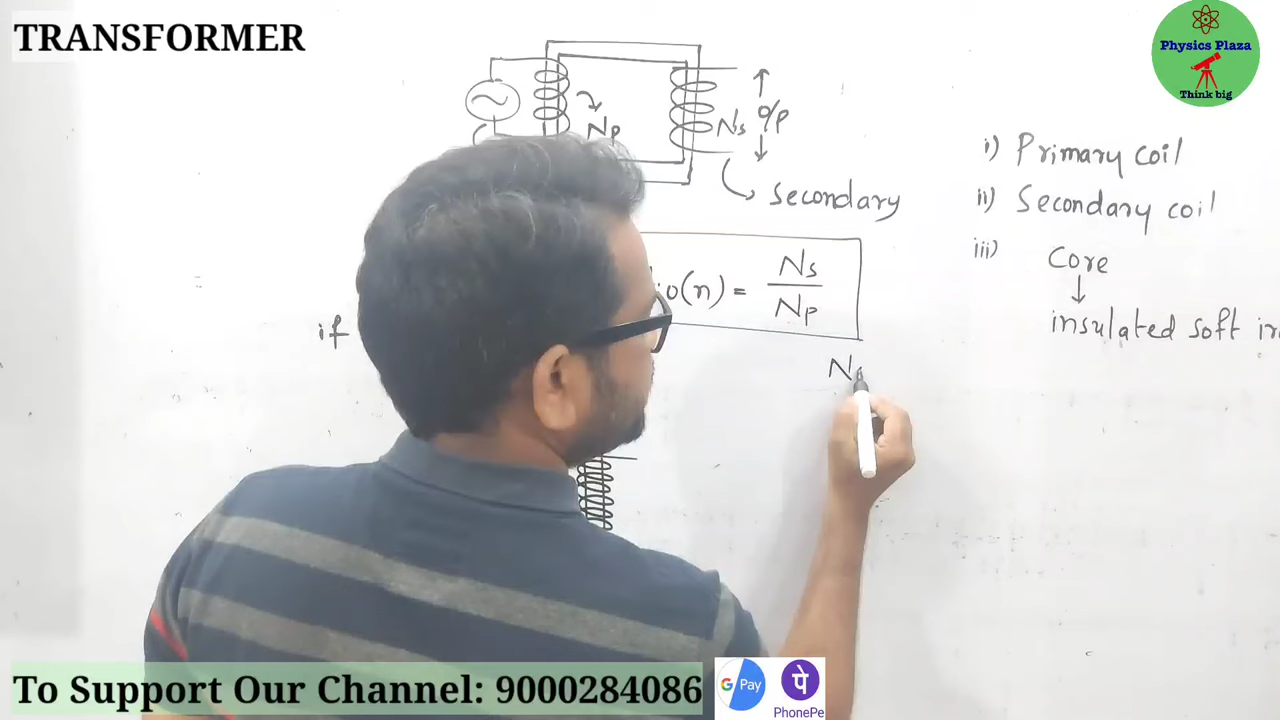 TRANSFORMER
Physics Plaza
Think big
Np
Ns
O/P
secondary
i) Primary coil
ii) Secondary coil
iii) Core
insulated soft
io(n) = Ns / Np
if
N
To Support Our Channel: 9000284086
G Pay
पे
PhonePe